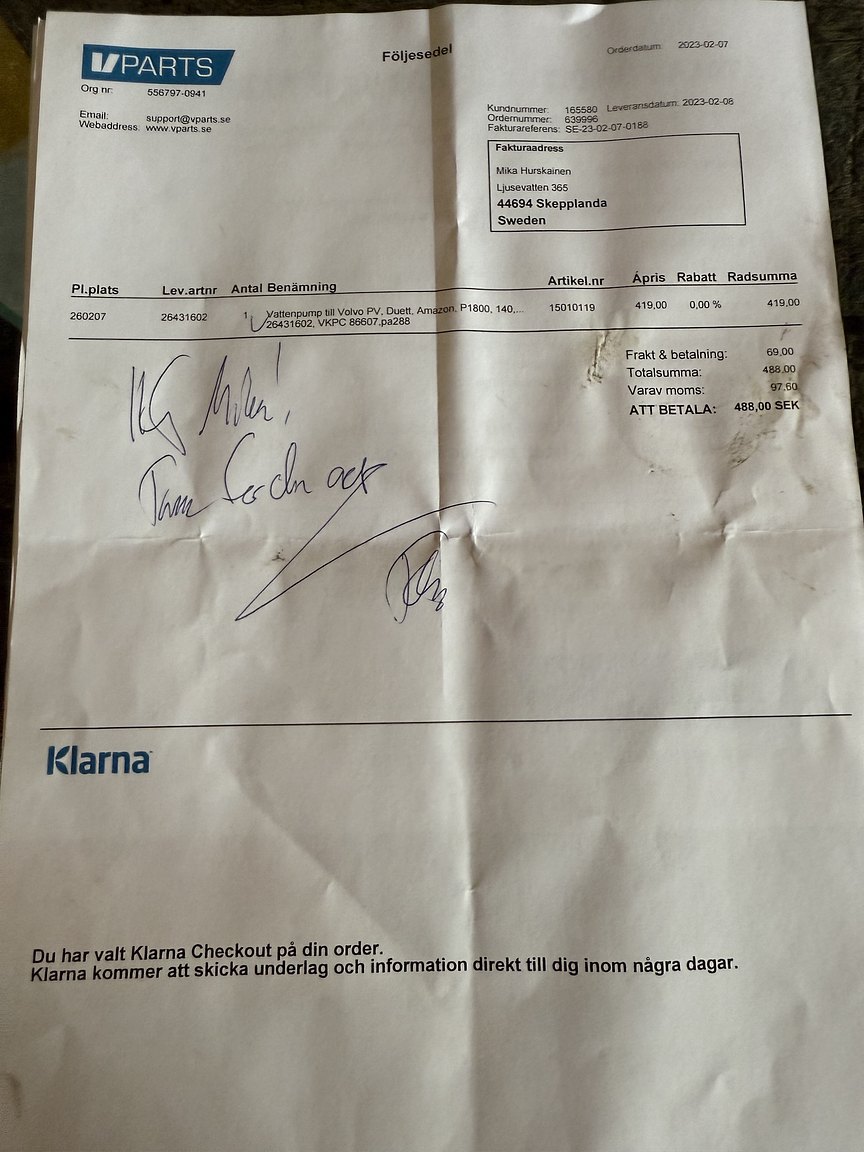 VPARTS
Följesedel
Orderdatum: 2023-02-07
Org nr: 556797-0941
Email: support@vparts.se
Webaddress: www.vparts.se
Kundnummer: 165580 Leveransdatum: 2023-02-08
Ordernummer: 639996
Fakturareferens: SE-23-02-07-0188
Fakturaadress
Mika Hurskainen
Ljusevatten 365
44694 Skepplanda
Sweden
Pl.plats Lev.artnr Antal Benämning Artikel.nr Ápris Rabatt Radsumma
260207 26431602 1 Vattenpump till Volvo PV, Duett, Amazon, P1800, 140,... 15010119 419,00 0,00 % 419,00
26431602, VKPC 86607,pa288
Frakt & betalning: 69,00
Totalsumma: 488,00
Varav moms: 97,60
ATT BETALA: 488,00 SEK
Klarna
Du har valt Klarna Checkout på din order.
Klarna kommer att skicka underlag och information direkt till dig inom några dagar.